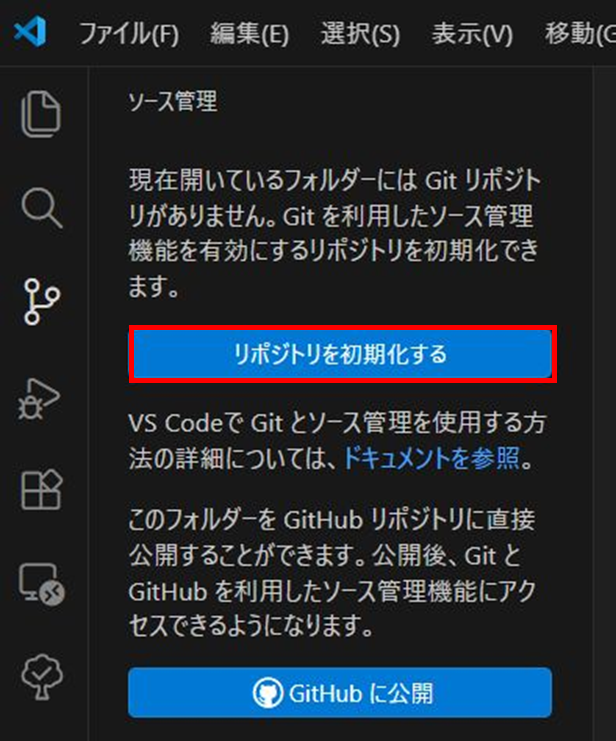 ファイル(F) 編集(E) 選択(S) 表示(V) 移動(G
ソース管理
現在開いているフォルダーには Git リポジト
リがありません。Git を利用したソース管理
機能を有効にするリポジトリを初期化でき
ます。
リポジトリを初期化する
VS Codeで Git とソース管理を使用する方
法の詳細については、ドキュメントを参照。
このフォルダーを GitHub リポジトリに直接
公開することができます。公開後、Git と
GitHub を利用したソース管理機能にアク
セスできるようになります。
GitHub に公開